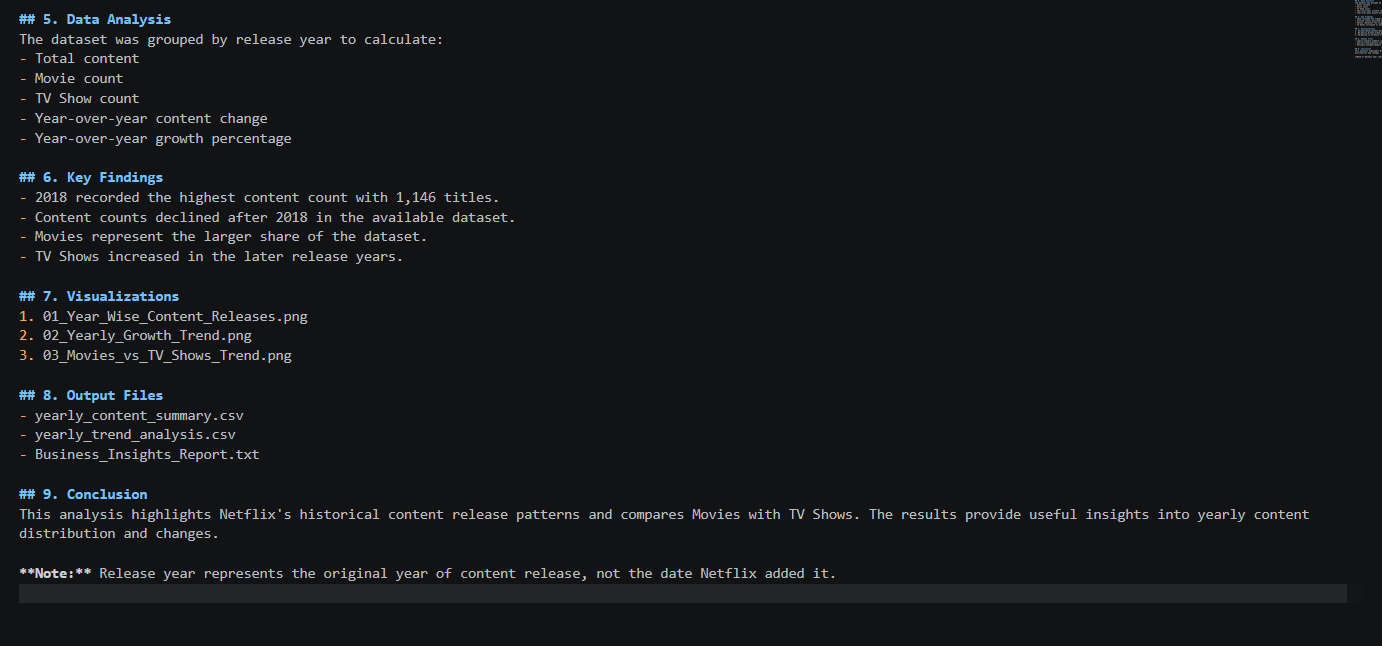 ## 5. Data Analysis
The dataset was grouped by release year to calculate:
- Total content
- Movie count
- TV Show count
- Year-over-year content change
- Year-over-year growth percentage
## 6. Key Findings
- 2018 recorded the highest content count with 1,146 titles.
- Content counts declined after 2018 in the available dataset.
- Movies represent the larger share of the dataset.
- TV Shows increased in the later release years.
## 7. Visualizations
1. 01_Year_Wise_Content_Releases.png
2. 02_Yearly_Growth_Trend.png
3. 03_Movies_vs_TV_Shows_Trend.png
## 8. Output Files
- yearly_content_summary.csv
- yearly_trend_analysis.csv
- Business_Insights_Report.txt
## 9. Conclusion
This analysis highlights Netflix's historical content release patterns and compares Movies with TV Shows. The results provide useful insights into yearly content
distribution and changes.
**Note:** Release year represents the original year of content release, not the date Netflix added it.